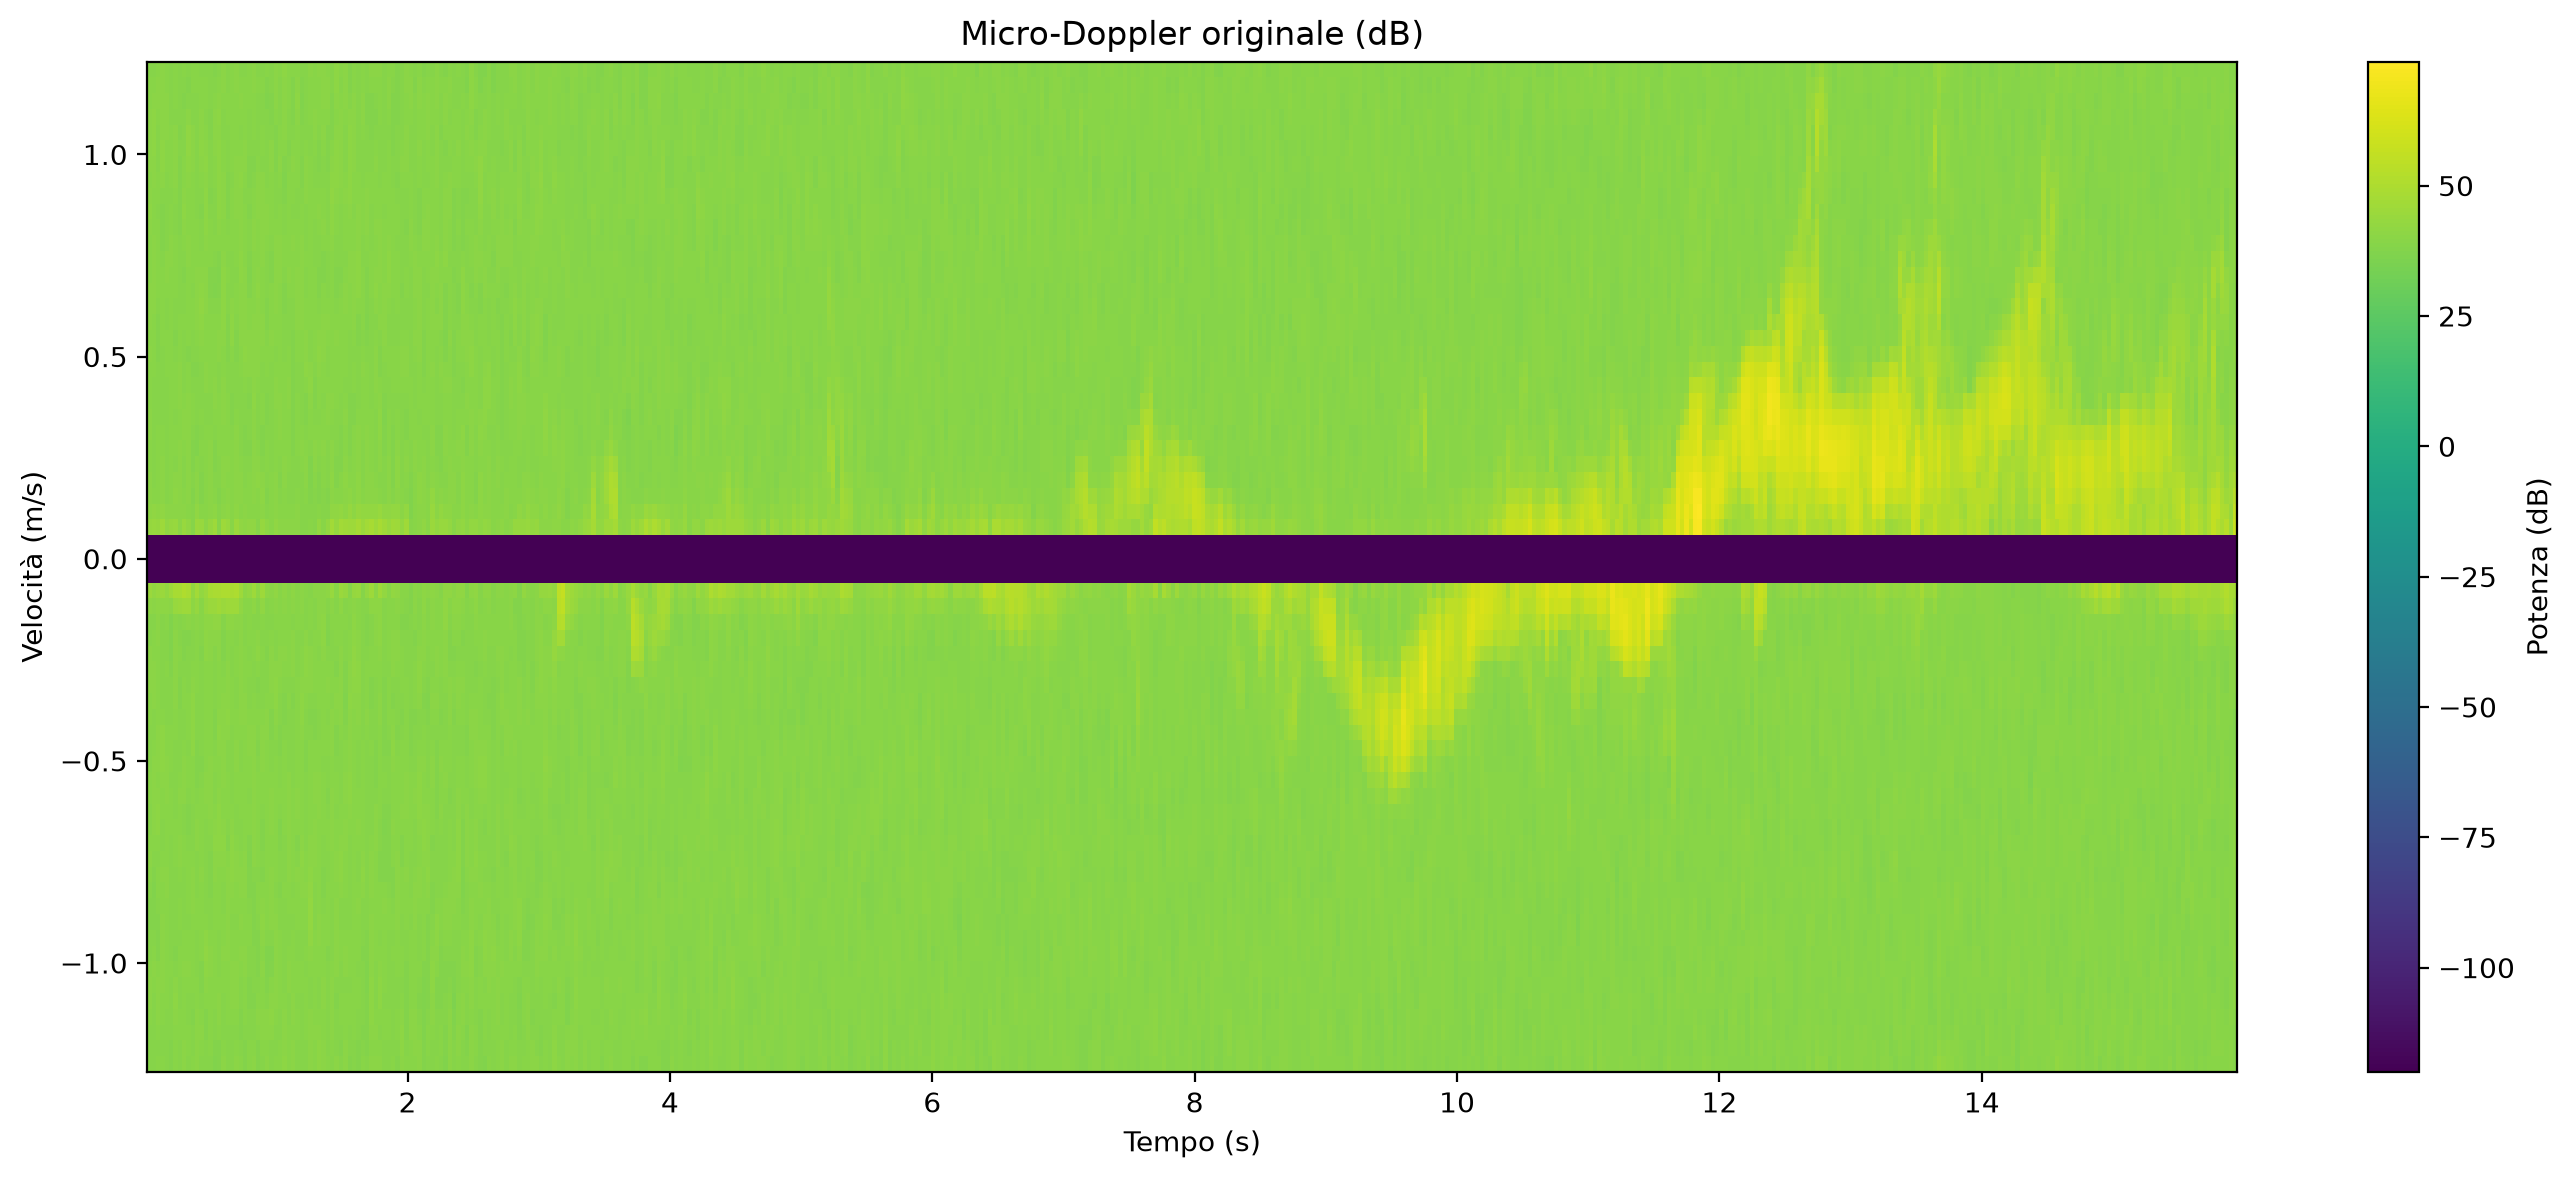 Micro-Doppler originale (dB)
1.0
0.5
0.0
−0.5
−1.0
Velocità (m/s)
2 4 6 8 10 12 14
Tempo (s)
50
25
0
−25
−50
−75
−100
Potenza (dB)